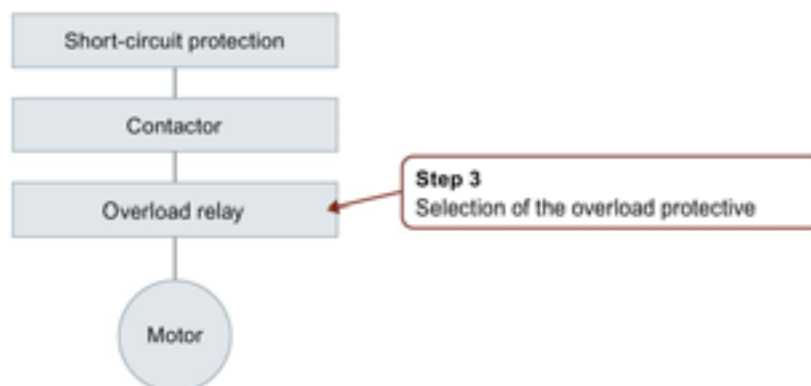 Short-circuit protection
Contactor
Overload relay
Step 3
Selection of the overload protective
Motor